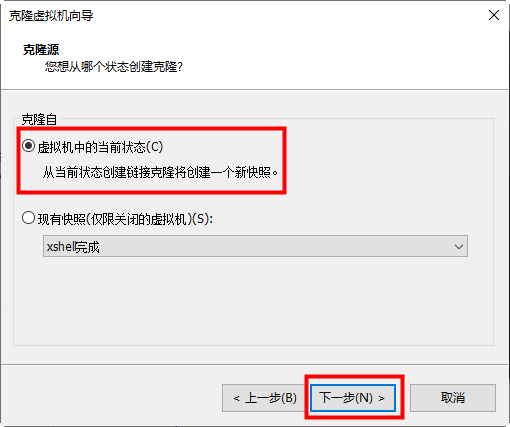 克隆虚拟机向导
克隆源
您想从哪个状态创建克隆?
克隆自
虚拟机中的当前状态(C)
从当前状态创建链接克隆将创建一个新快照。
现有快照(仅限关闭的虚拟机)(S):
xshell完成
< 上一步(B)
下一步(N) >
取消